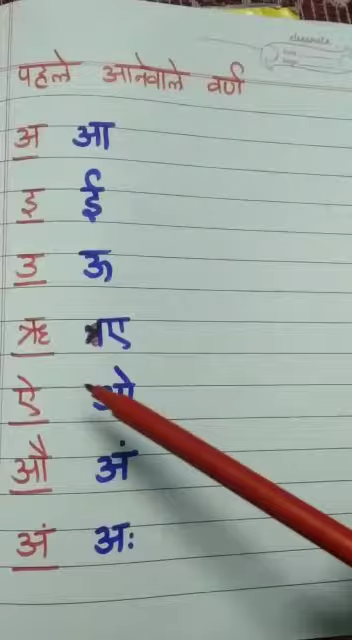 पहले आनेवाले वर्ण
अ आ
इ ई
उ ऊ
ऋ ए
ऐ ओ
औ अं
अं अः